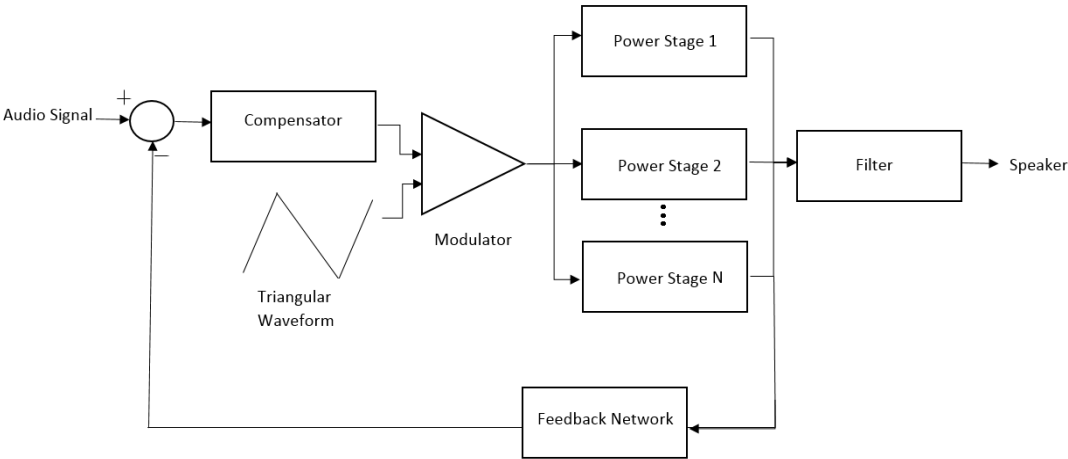 Power Stage 1
+
Audio Signal
Compensator
−
Power Stage 2
Filter
Speaker
Modulator
Power Stage N
Triangular
Waveform
Feedback Network